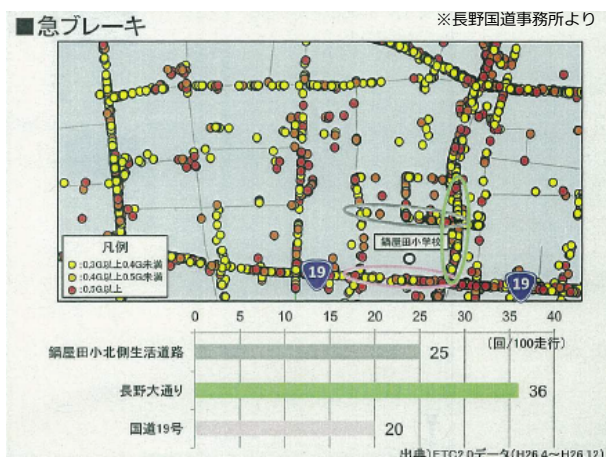 ※長野国道事務所より
■急ブレーキ
鍋屋田小学校
凡例
:0.3G以上0.4G未満
:0.4G以上0.5G未満
:0.5G以上
19
19
0 5 10 15 20 25 30 35 40
(回/100走行)
鍋屋田小北側生活道路 25
長野大通り 36
国道19号 20
出典)ETC2.0データ(H26.4~H26.12)